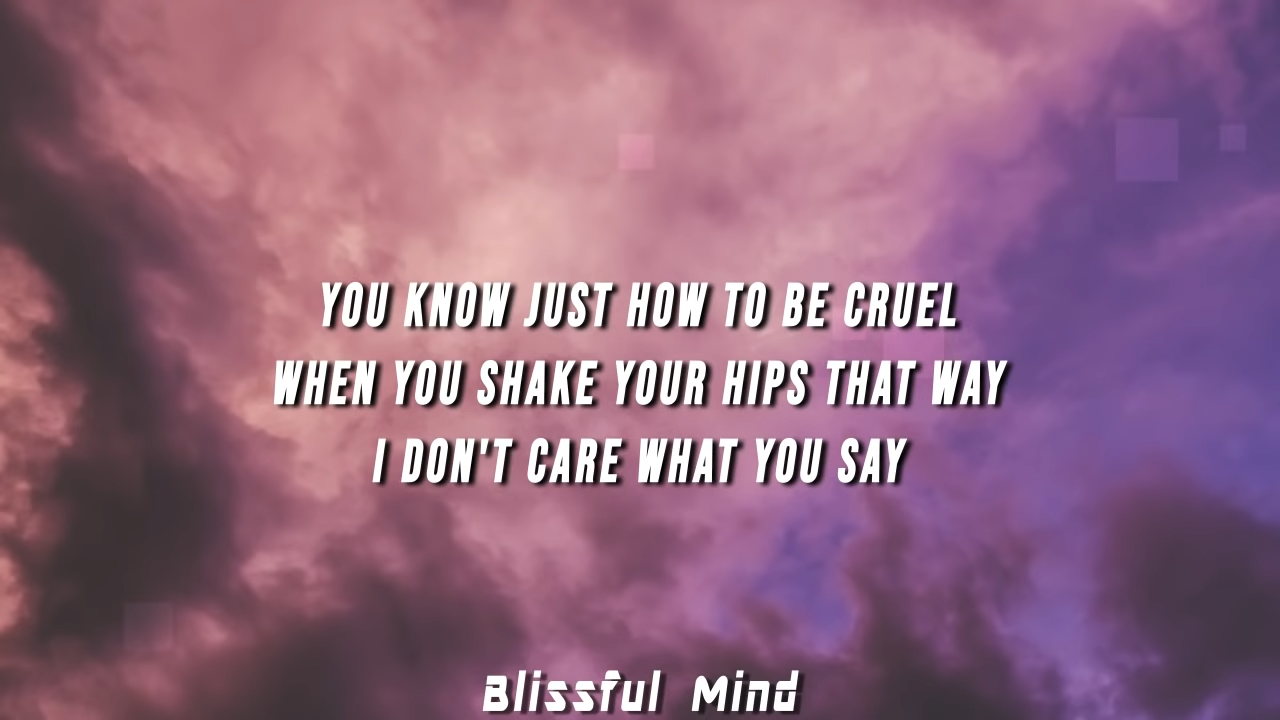 YOU KNOW JUST HOW TO BE CRUEL
WHEN YOU SHAKE YOUR HIPS THAT WAY
I DON'T CARE WHAT YOU SAY
Blissful Mind